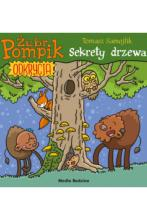 Żubr
Pompik
ODKRYCIA
Tomasz Samojlik
Sekrety drzewa
Media Rodzina